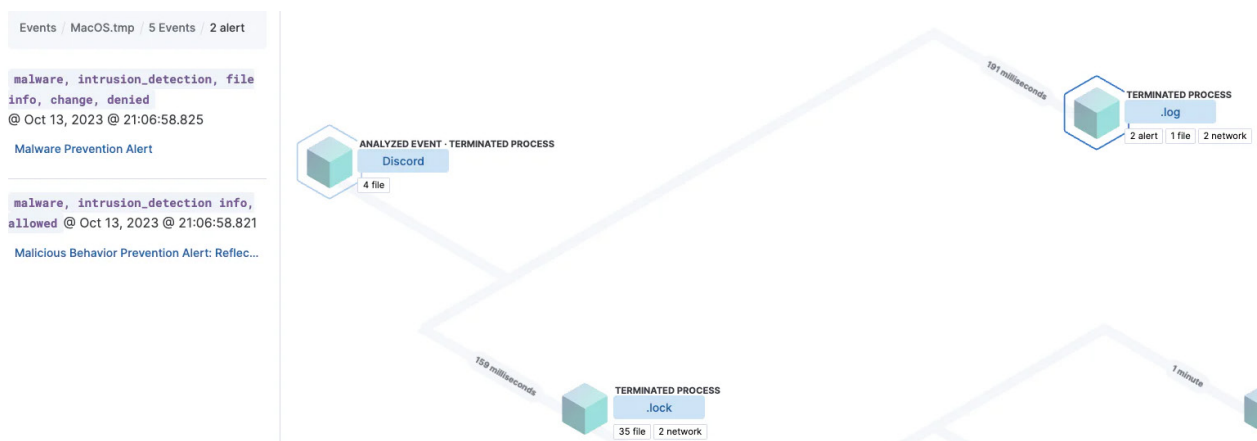 Events / MacOS.tmp / 5 Events / 2 alert
malware, intrusion_detection, file
info, change, denied
@ Oct 13, 2023 @ 21:06:58.825
Malware Prevention Alert
malware, intrusion_detection info,
allowed @ Oct 13, 2023 @ 21:06:58.821
Malicious Behavior Prevention Alert: Reflec...
191 milliseconds
TERMINATED PROCESS
.log
2 alert 1 file 2 network
ANALYZED EVENT · TERMINATED PROCESS
Discord
4 file
159 milliseconds
TERMINATED PROCESS
.lock
35 file 2 network
1 minute